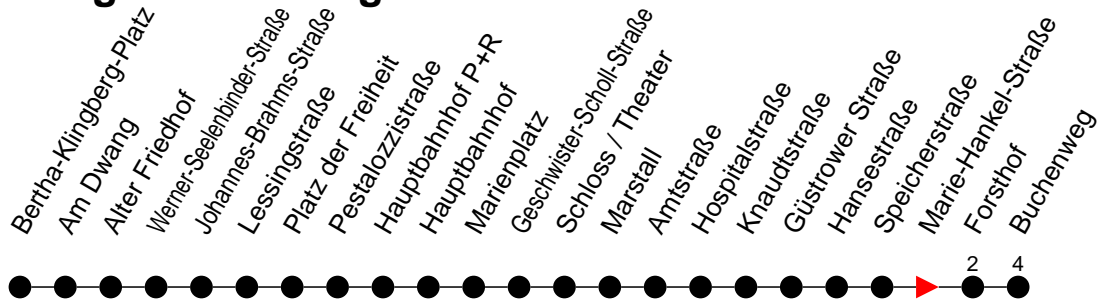 Bertha-Klingberg-Platz
Am Dwang
Alter Friedhof
Werner-Seelenbinder-Straße
Johannes-Brahms-Straße
Lessingstraße
Platz der Freiheit
Pestalozzistraße
Hauptbahnhof P+R
Hauptbahnhof
Marienplatz
Geschwister-Scholl-Straße
Schloss / Theater
Marstall
Amtstraße
Hospitalstraße
Knaudtstraße
Güstrower Straße
Hansestraße
Speicherstraße
Marie-Hankel-Straße
Forsthof
Buchenweg
2 4